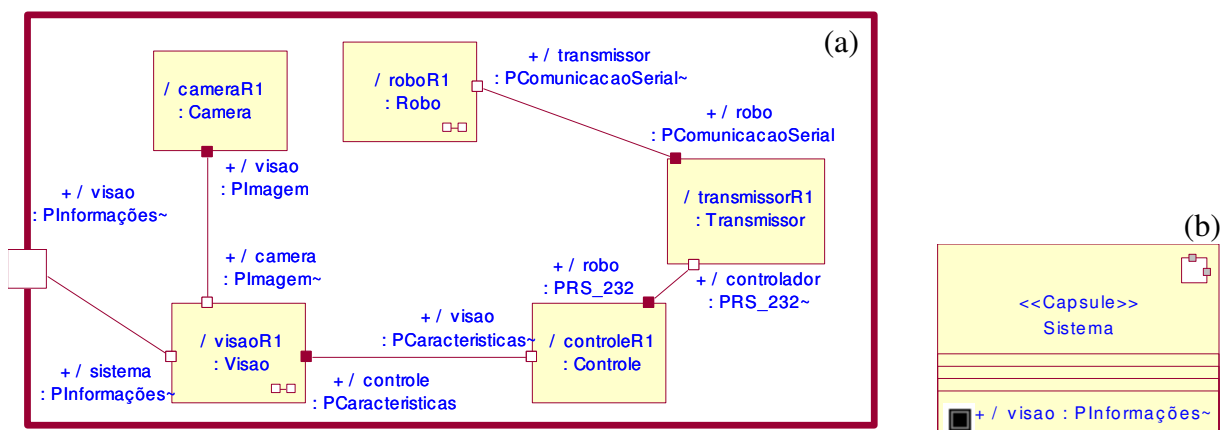 (a)
/ cameraR1
: Camera
/ roboR1
: Robo
+ / transmissor
: PComunicacaoSerial~
+ / robo
: PComunicacaoSerial
+ / visao
: PImagem
+ / visao
: PInformações~
/ transmissorR1
: Transmissor
+ / camera
: PImagem~
+ / robo
: PRS_232
+ / controlador
: PRS_232~
+ / visao
: PCaracteristicas~
/ visaoR1
: Visao
/ controleR1
: Controle
+ / sistema
: PInformações~
+ / controle
: PCaracteristicas
(b)
<<Capsule>>
Sistema
+ / visao : PInformações~